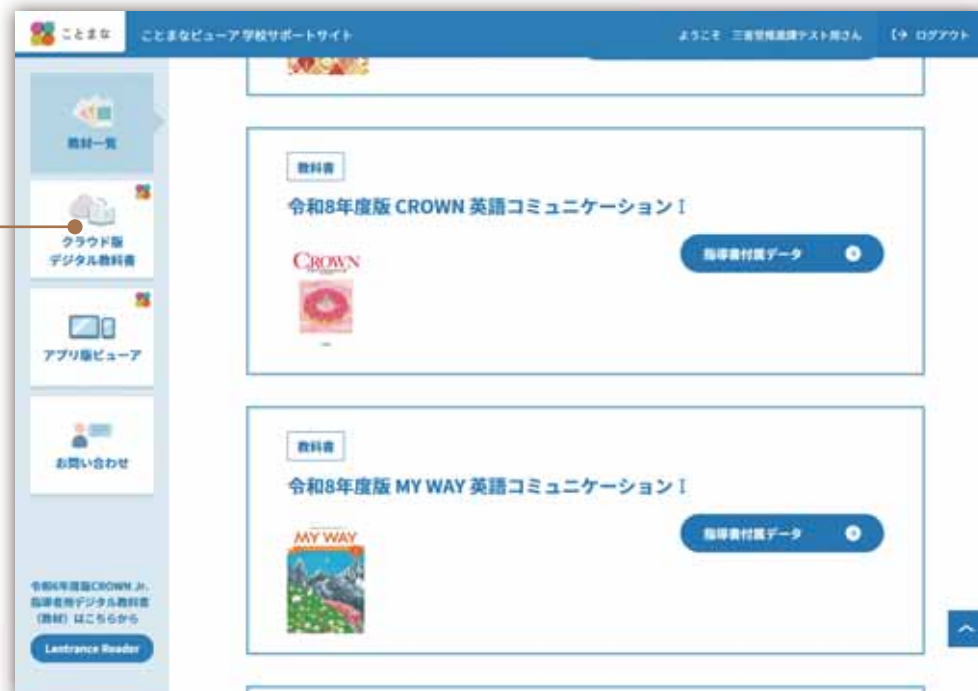 ことまな
ことまなビューア 学校サポートサイト
ようこそ 三省堂推進課テスト用さん
ログアウト
教材一覧
クラウド版
デジタル教科書
アプリ版ビューア
お問い合わせ
令和6年度版CROWN Jr.
指導者用デジタル教科書
(教材) はこちらから
Lentrance Reader
教科書
令和8年度版 CROWN 英語コミュニケーション I
CROWN
指導書付属データ
教科書
令和8年度版 MY WAY 英語コミュニケーション I
MY WAY
指導書付属データ